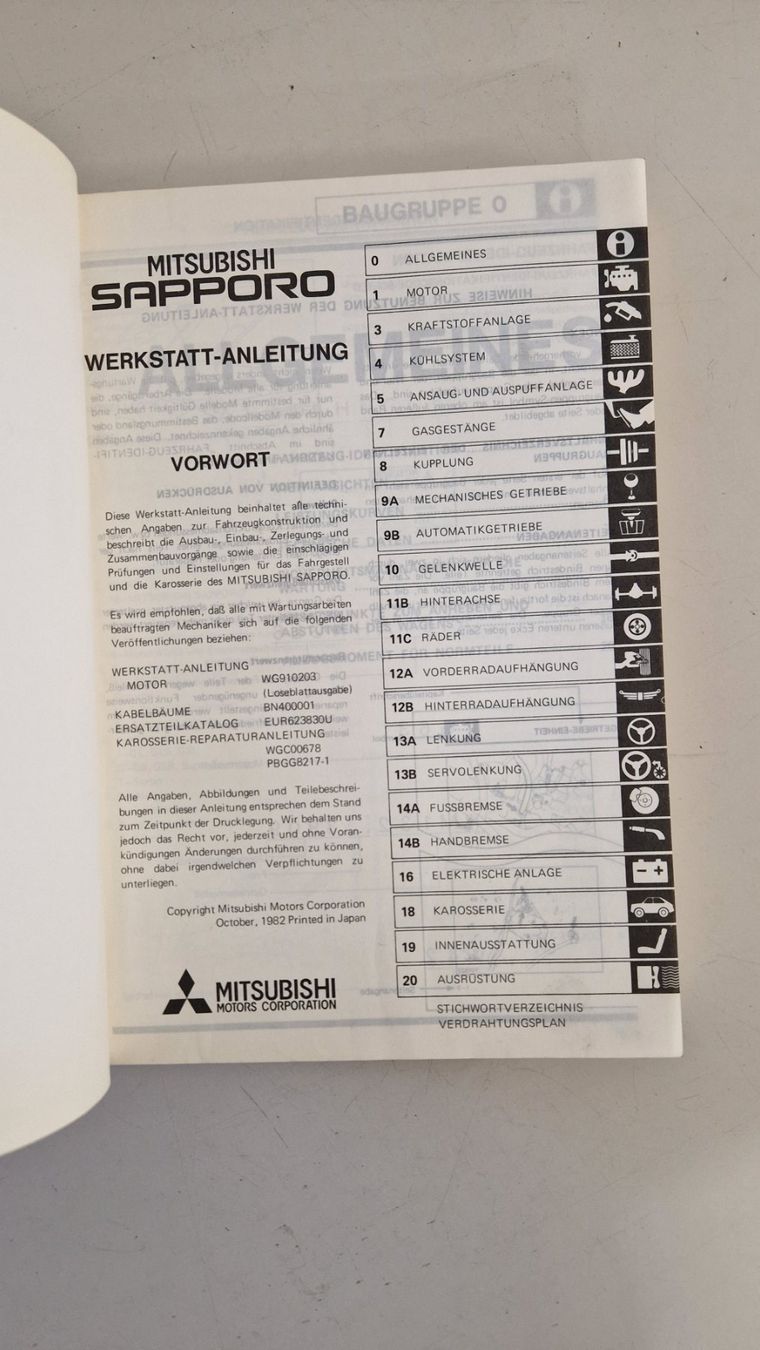 MITSUBISHI
SAPPORO
WERKSTATT-ANLEITUNG
VORWORT
Diese Werkstatt-Anleitung beinhaltet alle techni-
schen Angaben zur Fahrzeugkonstruktion und
beschreibt die Ausbau-, Einbau-, Zerlegungs- und
Zusammenbauvorgänge sowie die einschlägigen
Prüfungen und Einstellungen für das Fahrgestell
und die Karosserie des MITSUBISHI SAPPORO.
Es wird empfohlen, daß alle mit Wartungsarbeiten
beauftragten Mechaniker sich auf die folgenden
Veröffentlichungen beziehen:
WERKSTATT-ANLEITUNG
MOTOR WG910203
(Loseblattausgabe)
KABELBÄUME BN400001
ERSATZTEILKATALOG EUR623830U
KAROSSERIE-REPARATURANLEITUNG
WGC00678
PBGG8217-1
Alle Angaben, Abbildungen und Teilebeschrei-
bungen in dieser Anleitung entsprechen dem Stand
zum Zeitpunkt der Drucklegung. Wir behalten uns
jedoch das Recht vor, jederzeit und ohne Voran-
kündigungen Änderungen durchführen zu können,
ohne dabei irgendwelchen Verpflichtungen zu
unterliegen.
Copyright Mitsubishi Motors Corporation
October, 1982 Printed in Japan
MITSUBISHI
MOTORS CORPORATION
0 ALLGEMEINES
1 MOTOR
3 KRAFTSTOFFANLAGE
4 KÜHLSYSTEM
5 ANSAUG- UND AUSPUFFANLAGE
7 GASGESTÄNGE
8 KUPPLUNG
9A MECHANISCHES GETRIEBE
9B AUTOMATIKGETRIEBE
10 GELENKWELLE
11B HINTERACHSE
11C RÄDER
12A VORDERRADAUFHÄNGUNG
12B HINTERRADAUFHÄNGUNG
13A LENKUNG
13B SERVOLENKUNG
14A FUSSBREMSE
14B HANDBREMSE
16 ELEKTRISCHE ANLAGE
18 KAROSSERIE
19 INNENAUSSTATTUNG
20 AUSRÜSTUNG
STICHWORTVERZEICHNIS
VERDRAHTUNGSPLAN
BAUGRUPPE 0
ALLGEMEINES